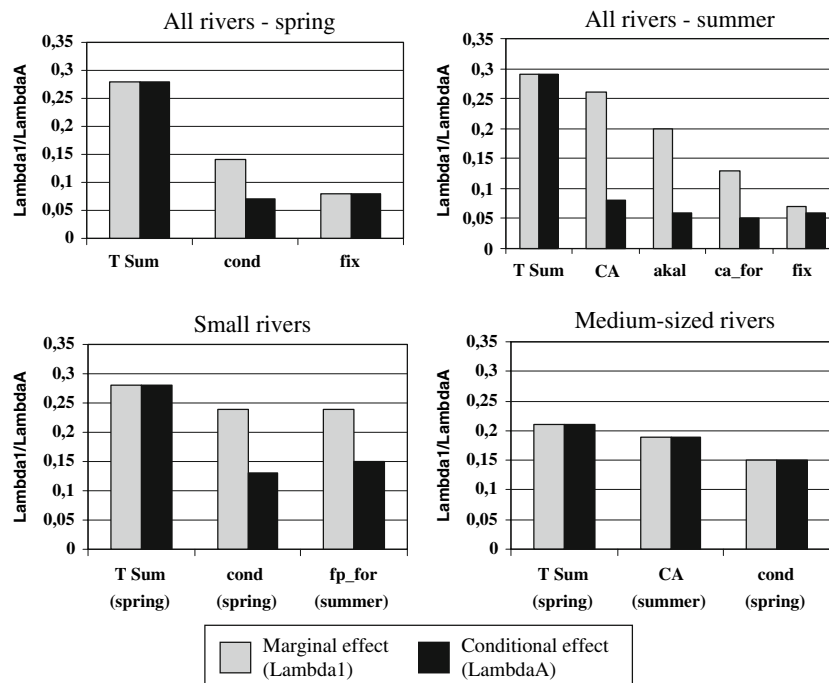 All rivers - spring
Lambda1/LambdaA
0,35
0,3
0,25
0,2
0,15
0,1
0,05
0
T Sum cond fix
All rivers - summer
Lambda1/LambdaA
0,35
0,3
0,25
0,2
0,15
0,1
0,05
0
T Sum CA akal ca_for fix
Small rivers
Lambda1/LambdaA
0,35
0,3
0,25
0,2
0,15
0,1
0,05
0
T Sum cond fp_for
(spring) (spring) (summer)
Medium-sized rivers
Lambda1/LambdaA
0,35
0,3
0,25
0,2
0,15
0,1
0,05
0
T Sum CA cond
(spring) (summer) (spring)
Marginal effect
(Lambda1)
Conditional effect
(LambdaA)